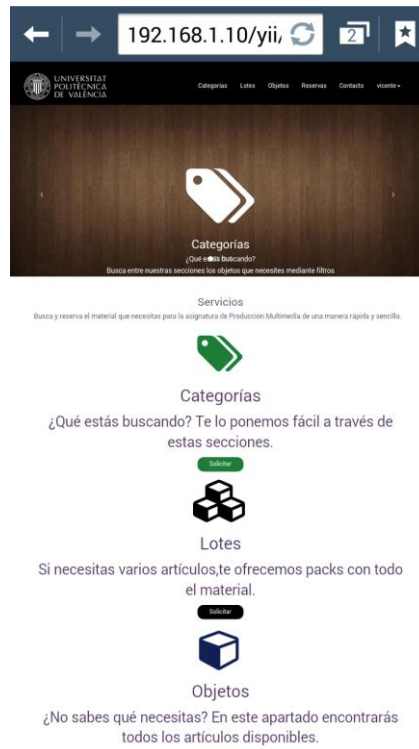 192.168.1.10/yii/
2
UNIVERSITAT
POLITÈCNICA
DE VALÈNCIA
Categorías Lotes Objetos Reservas Contacto vicente
Categorías
¿Qué estás buscando?
Busca entre nuestras secciones los objetos que necesites mediante filtros
Servicios
Busca y reserva el material que necesitas para la asignatura de Producción Multimedia de una manera rapida y sencilla.
Categorías
¿Qué estás buscando? Te lo ponemos fácil a través de
estas secciones.
Solicitar
Lotes
Si necesitas varios artículos,te ofrecemos packs con todo
el material.
Solicitar
Objetos
¿No sabes qué necesitas? En este apartado encontrarás
todos los artículos disponibles.